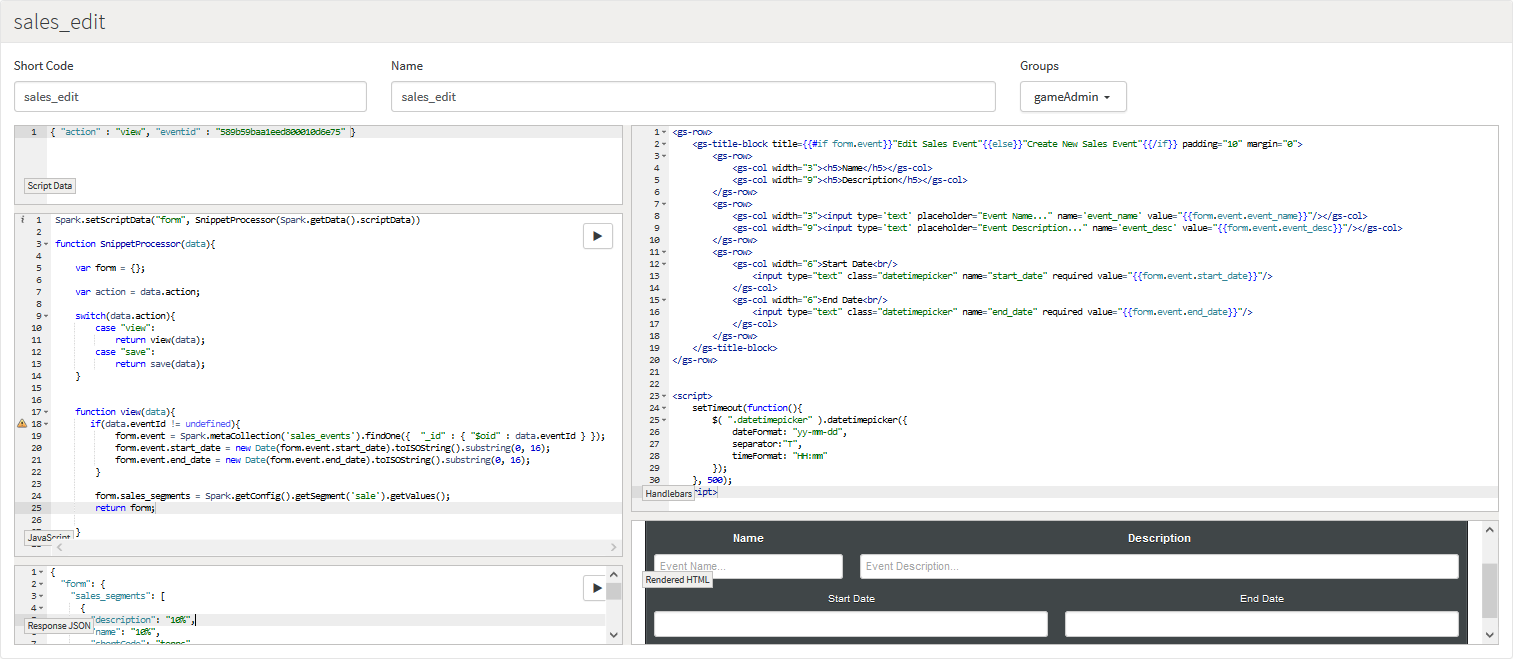 sales_edit
Short Code
Name
Groups
sales_edit
sales_edit
gameAdmin
1 { "action" : "view", "eventid" : "589b59baa1eed800010d6e75" }
Script Data
1 Spark.setScriptData("form", SnippetProcessor(Spark.getData().scriptData))
2
3 function SnippetProcessor(data){
4
5 var form = {};
6
7 var action = data.action;
8
9 switch(data.action){
10 case "view":
11 return view(data);
12 case "save":
13 return save(data);
14 }
15
16
17 function view(data){
18 if(data.eventId != undefined){
19 form.event = Spark.metaCollection('sales_events').findOne({ "_id" : { "$oid" : data.eventId } });
20 form.event.start_date = new Date(form.event.start_date).toISOString().substring(0, 16);
21 form.event.end_date = new Date(form.event.end_date).toISOString().substring(0, 16);
22 }
23
24 form.sales_segments = Spark.getConfig().getSegment('sale').getValues();
25 return form;
26
}
JavaScript
1 {
2 "form": {
3 "sales_segments": [
4 {
"description": "10%",
Response JSON
"name": "10%",
1 <gs-row>
2 <gs-title-block title={{#if form.event}}"Edit Sales Event"{{else}}"Create New Sales Event"{{/if}} padding="10" margin="0">
3 <gs-row>
4 <gs-col width="3"><h5>Name</h5></gs-col>
5 <gs-col width="9"><h5>Description</h5></gs-col>
6 </gs-row>
7 <gs-row>
8 <gs-col width="3"><input type='text' placeholder="Event Name..." name='event_name' value="{{form.event.event_name}}"/></gs-col>
9 <gs-col width="9"><input type='text' placeholder="Event Description..." name='event_desc' value="{{form.event.event_desc}}"/></gs-col>
10 </gs-row>
11 <gs-row>
12 <gs-col width="6">Start Date<br/>
13 <input type="text" class="datetimepicker" name="start_date" required value="{{form.event.start_date}}"/>
14 </gs-col>
15 <gs-col width="6">End Date<br/>
16 <input type="text" class="datetimepicker" name="end_date" required value="{{form.event.end_date}}"/>
17 </gs-col>
18 </gs-row>
19 </gs-title-block>
20 </gs-row>
21
22
23 <script>
24 setTimeout(function(){
25 $( ".datetimepicker" ).datetimepicker({
26 dateFormat: "yy-mm-dd",
27 separator:"T",
28 timeFormat: "HH:mm"
29 });
30 }, 500);
Handlebars ript>
Name
Description
Event Name...
Event Description...
Rendered HTML
Start Date
End Date